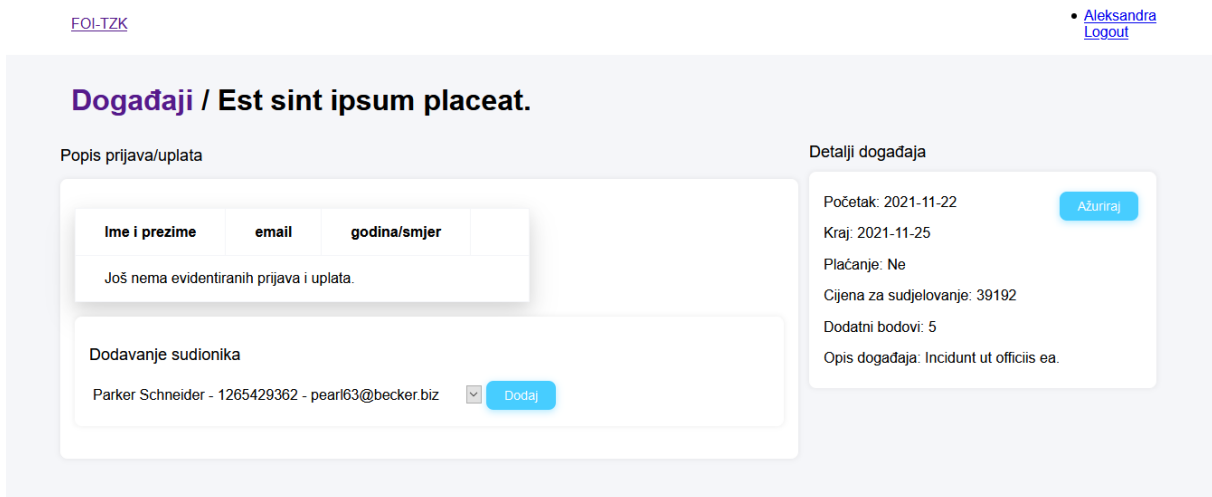 FOI-TZK
Aleksandra
Logout
Događaji / Est sint ipsum placeat.
Popis prijava/uplata
Ime i prezime email godina/smjer
Još nema evidentiranih prijava i uplata.
Dodavanje sudionika
Parker Schneider - 1265429362 - pearl63@becker.biz Dodaj
Detalji događaja
Početak: 2021-11-22 Ažuriraj
Kraj: 2021-11-25
Plaćanje: Ne
Cijena za sudjelovanje: 39192
Dodatni bodovi: 5
Opis događaja: Incidunt ut officiis ea.